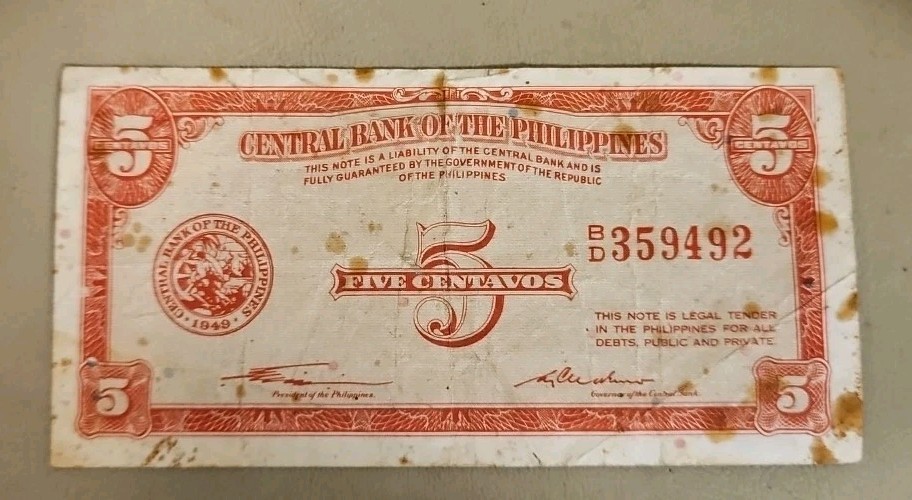 5 CENTAVOS
5 CENTAVOS
CENTRAL BANK OF THE PHILIPPINES
THIS NOTE IS A LIABILITY OF THE CENTRAL BANK AND IS
FULLY GUARANTEED BY THE GOVERNMENT OF THE REPUBLIC
OF THE PHILIPPINES
CENTRAL BANK OF THE PHILIPPINES
· 1949 ·
5
FIVE CENTAVOS
B
D 359492
THIS NOTE IS LEGAL TENDER
IN THE PHILIPPINES FOR ALL
DEBTS, PUBLIC AND PRIVATE
President of the Philippines.
Governor of the Central Bank.
5
5